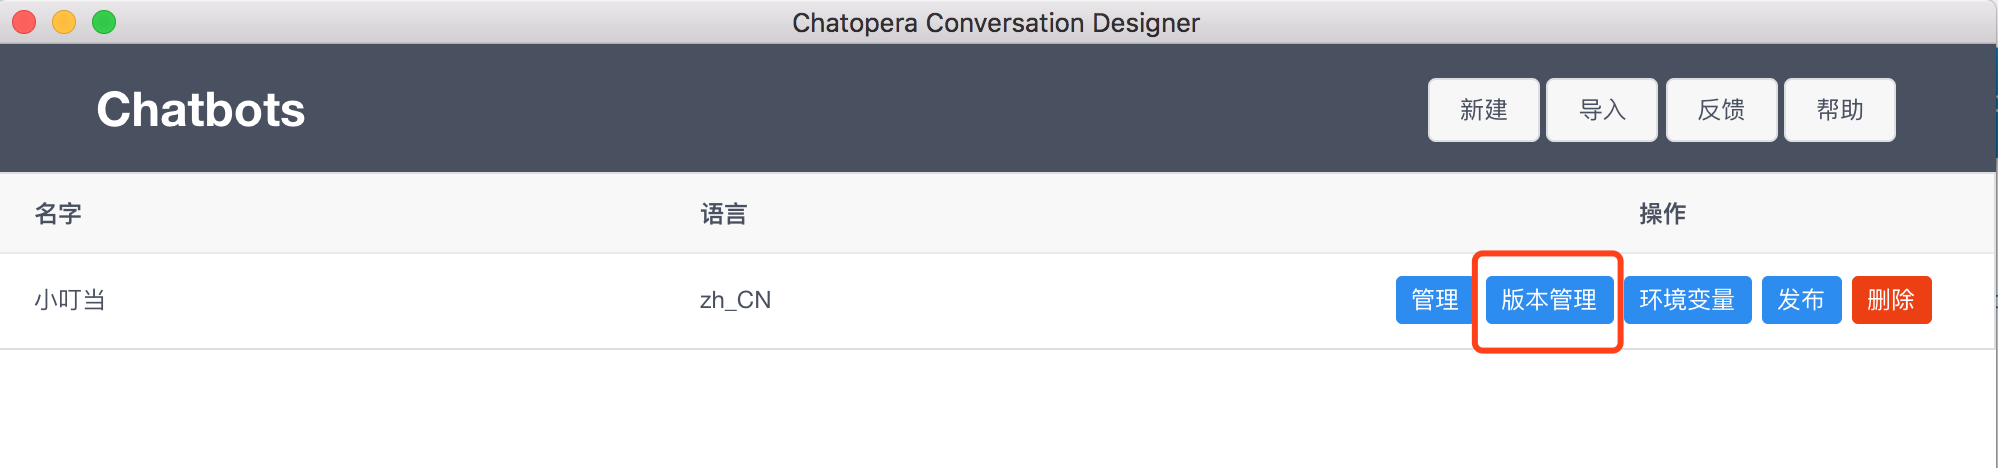 Chatopera Conversation Designer
Chatbots 新建 导入 反馈 帮助
名字 语言 操作
小叮当 zh_CN 管理 版本管理 环境变量 发布 删除